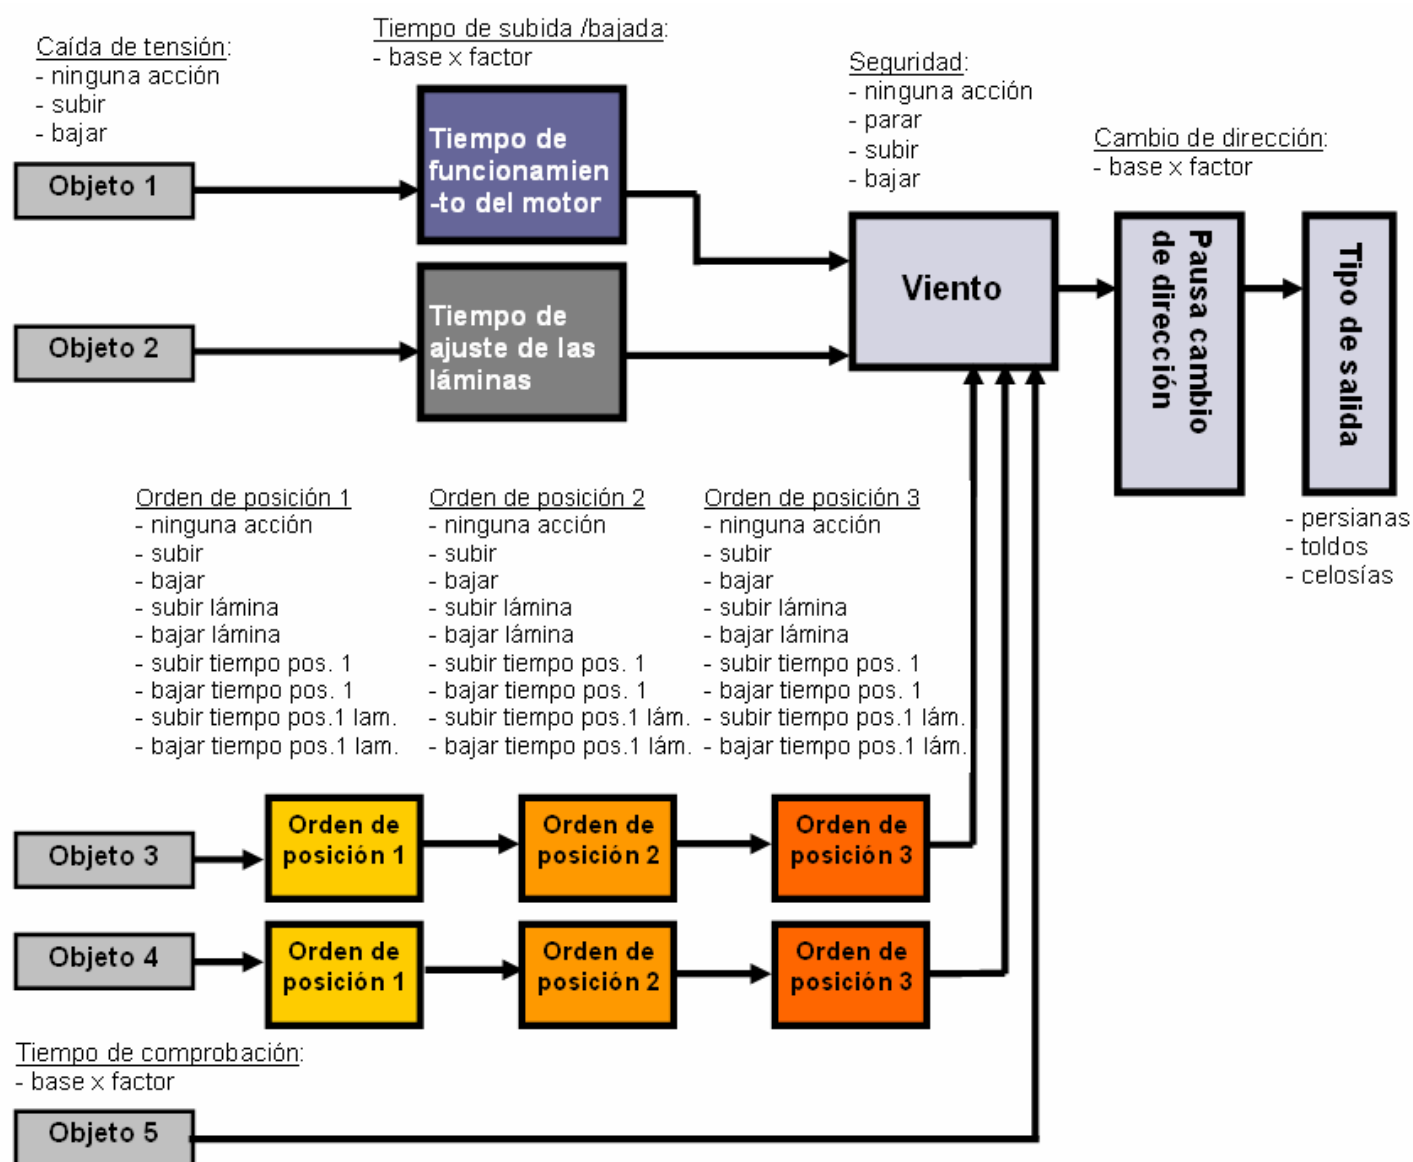 Caída de tensión:
- ninguna acción
- subir
- bajar
Tiempo de subida /bajada:
- base x factor
Seguridad:
- ninguna acción
- parar
- subir
- bajar
Cambio de dirección:
- base x factor
Objeto 1
Tiempo de
funcionamien
-to del motor
Objeto 2
Tiempo de
ajuste de las
láminas
Viento
Pausa cambio
de dirección
Tipo de salida
- persianas
- toldos
- celosías
Orden de posición 1
- ninguna acción
- subir
- bajar
- subir lámina
- bajar lámina
- subir tiempo pos. 1
- bajar tiempo pos. 1
- subir tiempo pos.1 lam.
- bajar tiempo pos.1 lam.
Orden de posición 2
- ninguna acción
- subir
- bajar
- subir lámina
- bajar lámina
- subir tiempo pos. 1
- bajar tiempo pos. 1
- subir tiempo pos.1 lám.
- bajar tiempo pos.1 lám.
Orden de posición 3
- ninguna acción
- subir
- bajar
- subir lámina
- bajar lámina
- subir tiempo pos. 1
- bajar tiempo pos. 1
- subir tiempo pos.1 lám.
- bajar tiempo pos.1 lám.
Objeto 3
Orden de
posición 1
Orden de
posición 2
Orden de
posición 3
Objeto 4
Orden de
posición 1
Orden de
posición 2
Orden de
posición 3
Tiempo de comprobación:
- base x factor
Objeto 5